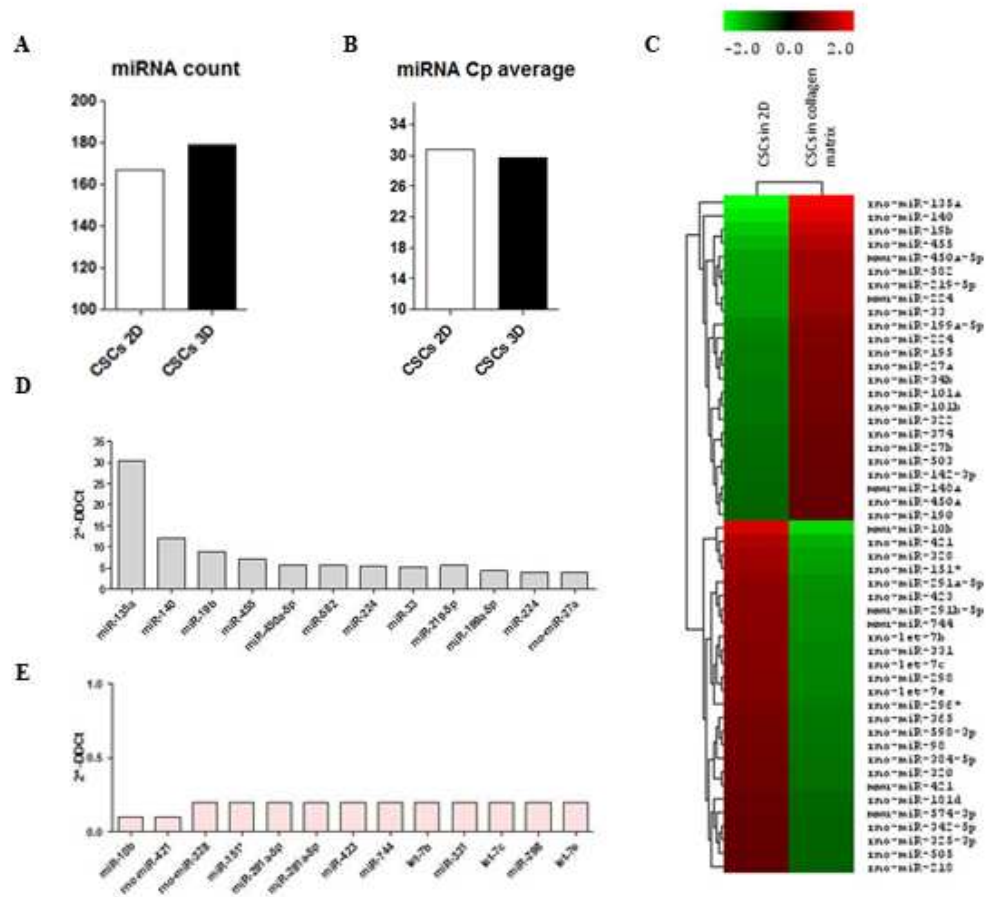 A
miRNA count
200
180
160
140
120
100
CSCs 2D
CSCs 3D
B
miRNA Cp average
34
30
26
22
18
14
10
CSCs 2D
CSCs 3D
C
-2.0 0.0 2.0
CSCs in 2D
CSCs in collagen
matrix
rno-miR-135a
rno-miR-140
rno-miR-19b
rno-miR-455
mmu-miR-450a-5p
rno-miR-582
rno-miR-219-5p
mmu-miR-224
rno-miR-33
rno-miR-199a-5p
rno-miR-224
rno-miR-195
rno-miR-27a
rno-miR-34b
rno-miR-101a
rno-miR-101b
rno-miR-322
rno-miR-374
rno-miR-27b
rno-miR-503
rno-miR-142-3p
mmu-miR-148a
rno-miR-450a
rno-miR-190
mmu-miR-10b
rno-miR-421
rno-miR-328
rno-miR-151*
rno-miR-291a-5p
rno-miR-423
mmu-miR-291b-5p
mmu-miR-744
rno-let-7b
rno-miR-331
rno-let-7c
rno-miR-298
rno-let-7e
rno-miR-296*
rno-miR-365
rno-miR-598-3p
rno-miR-98
rno-miR-384-5p
rno-miR-320
mmu-miR-421
rno-miR-181d
mmu-miR-574-3p
rno-miR-342-5p
rno-miR-325-3p
rno-miR-505
rno-miR-218
D
2^-DDCt
35
30
25
20
15
10
5
0
miR-135a
miR-140
miR-19b
miR-455
miR-450a-5p
miR-582
miR-224
miR-33
miR-219-5p
miR-199a-5p
miR-224
rno-miR-27a
E
2^-DDCt
1.0
0.5
0.0
miR-10b
rno-miR-421
rno-miR-328
miR-151*
miR-291a-5p
miR-291a-5p
miR-423
miR-744
let-7b
miR-331
let-7c
miR-298
let-7e